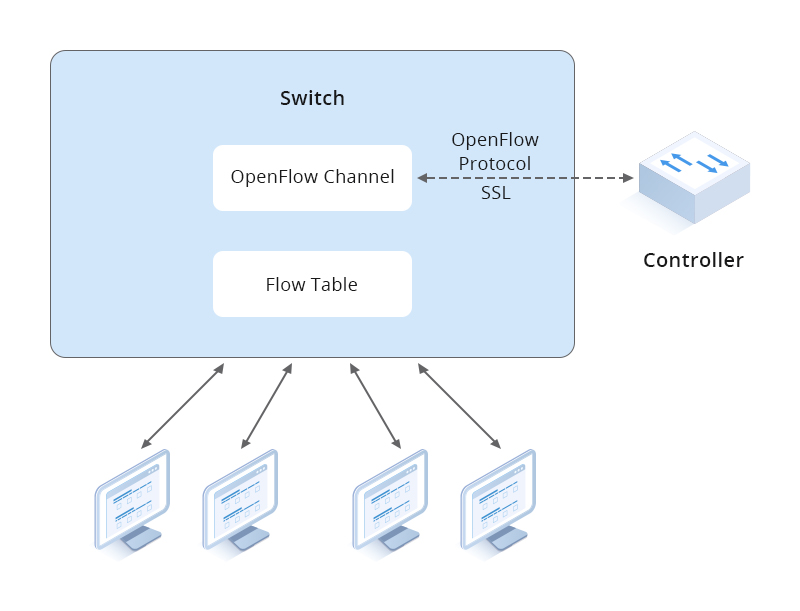 Switch
OpenFlow
Protocol
OpenFlow Channel
SSL
Controller
Flow Table